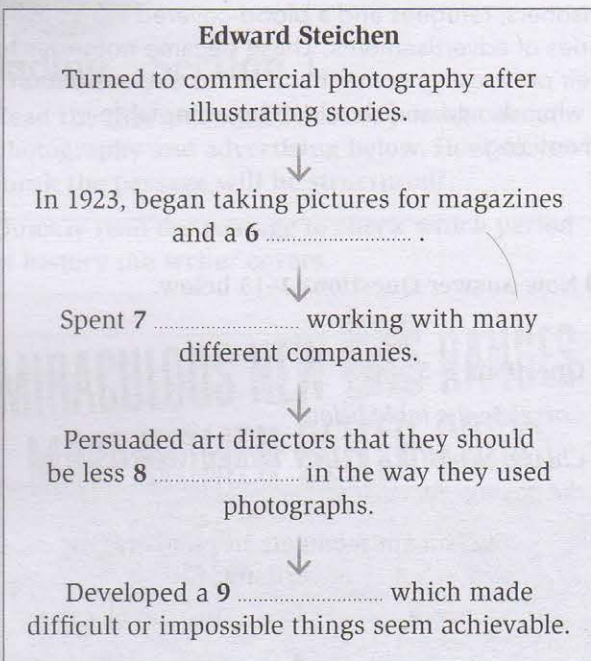 Edward Steichen
Turned to commercial photography after
illustrating stories.
In 1923, began taking pictures for magazines
and a 6 .................... .
Spent 7 .................... working with many
different companies.
Persuaded art directors that they should
be less 8 .................... in the way they used
photographs.
Developed a 9 .................... which made
difficult or impossible things seem achievable.